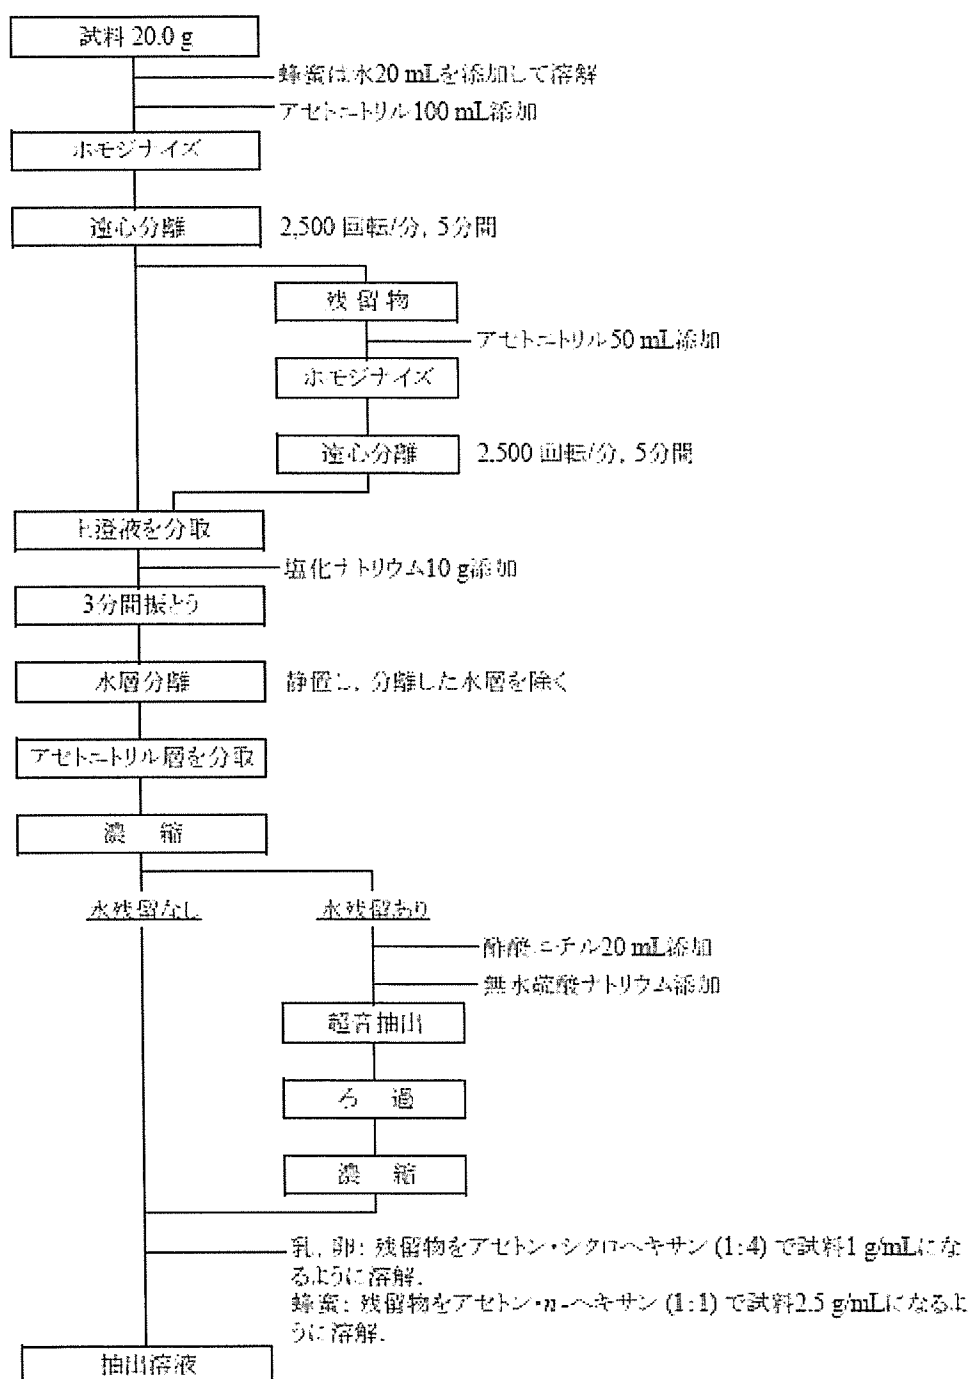 試料 20.0 g
蜂蜜は水20 mLを添加して溶解
アセトニトリル100 mL添加
ホモジナイズ
遠心分離 2,500 回転/分, 5分間
残留物
アセトニトリル50 mL添加
ホモジナイズ
遠心分離 2,500 回転/分, 5分間
上澄液を分取
塩化ナトリウム10 g添加
3分間振とう
水層分離 静置し, 分離した水層を除く
アセトニトリル層を分取
濃 縮
水残留なし 水残留あり
酢酸エチル20 mL添加
無水硫酸ナトリウム添加
超音抽出
ろ 過
濃 縮
乳, 卵: 残留物をアセトン・シクロヘキサン (1:4) で試料1 g/mLにな
るように溶解.
蜂蜜: 残留物をアセトン・n-ヘキサン (1:1) で試料2.5 g/mLになるよ
うに溶解.
抽出溶液